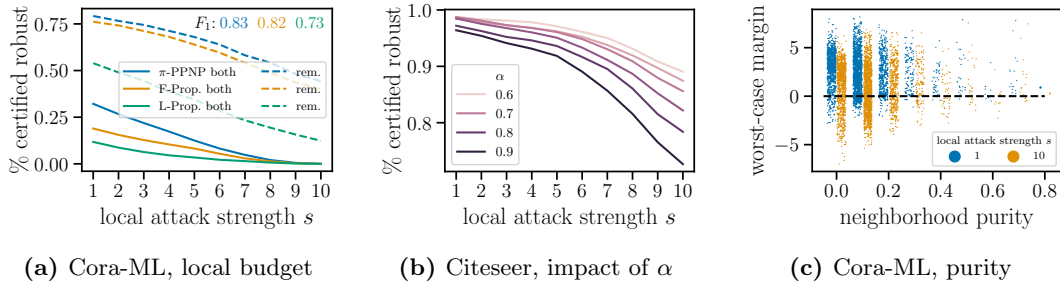 F₁: 0.83 0.82 0.73
% certified robust
0.75
0.50
0.25
0.00
π-PPNP both rem.
F-Prop. both rem.
L-Prop. both rem.
1 2 3 4 5 6 7 8 9 10
local attack strength s
(a) Cora-ML, local budget
% certified robust
1.0
0.9
0.8
α
0.6
0.7
0.8
0.9
1 2 3 4 5 6 7 8 9 10
local attack strength s
(b) Citeseer, impact of α
worst-case margin
5
0
−5
local attack strength s
1 10
0.0 0.2 0.4 0.6 0.8
neighborhood purity
(c) Cora-ML, purity